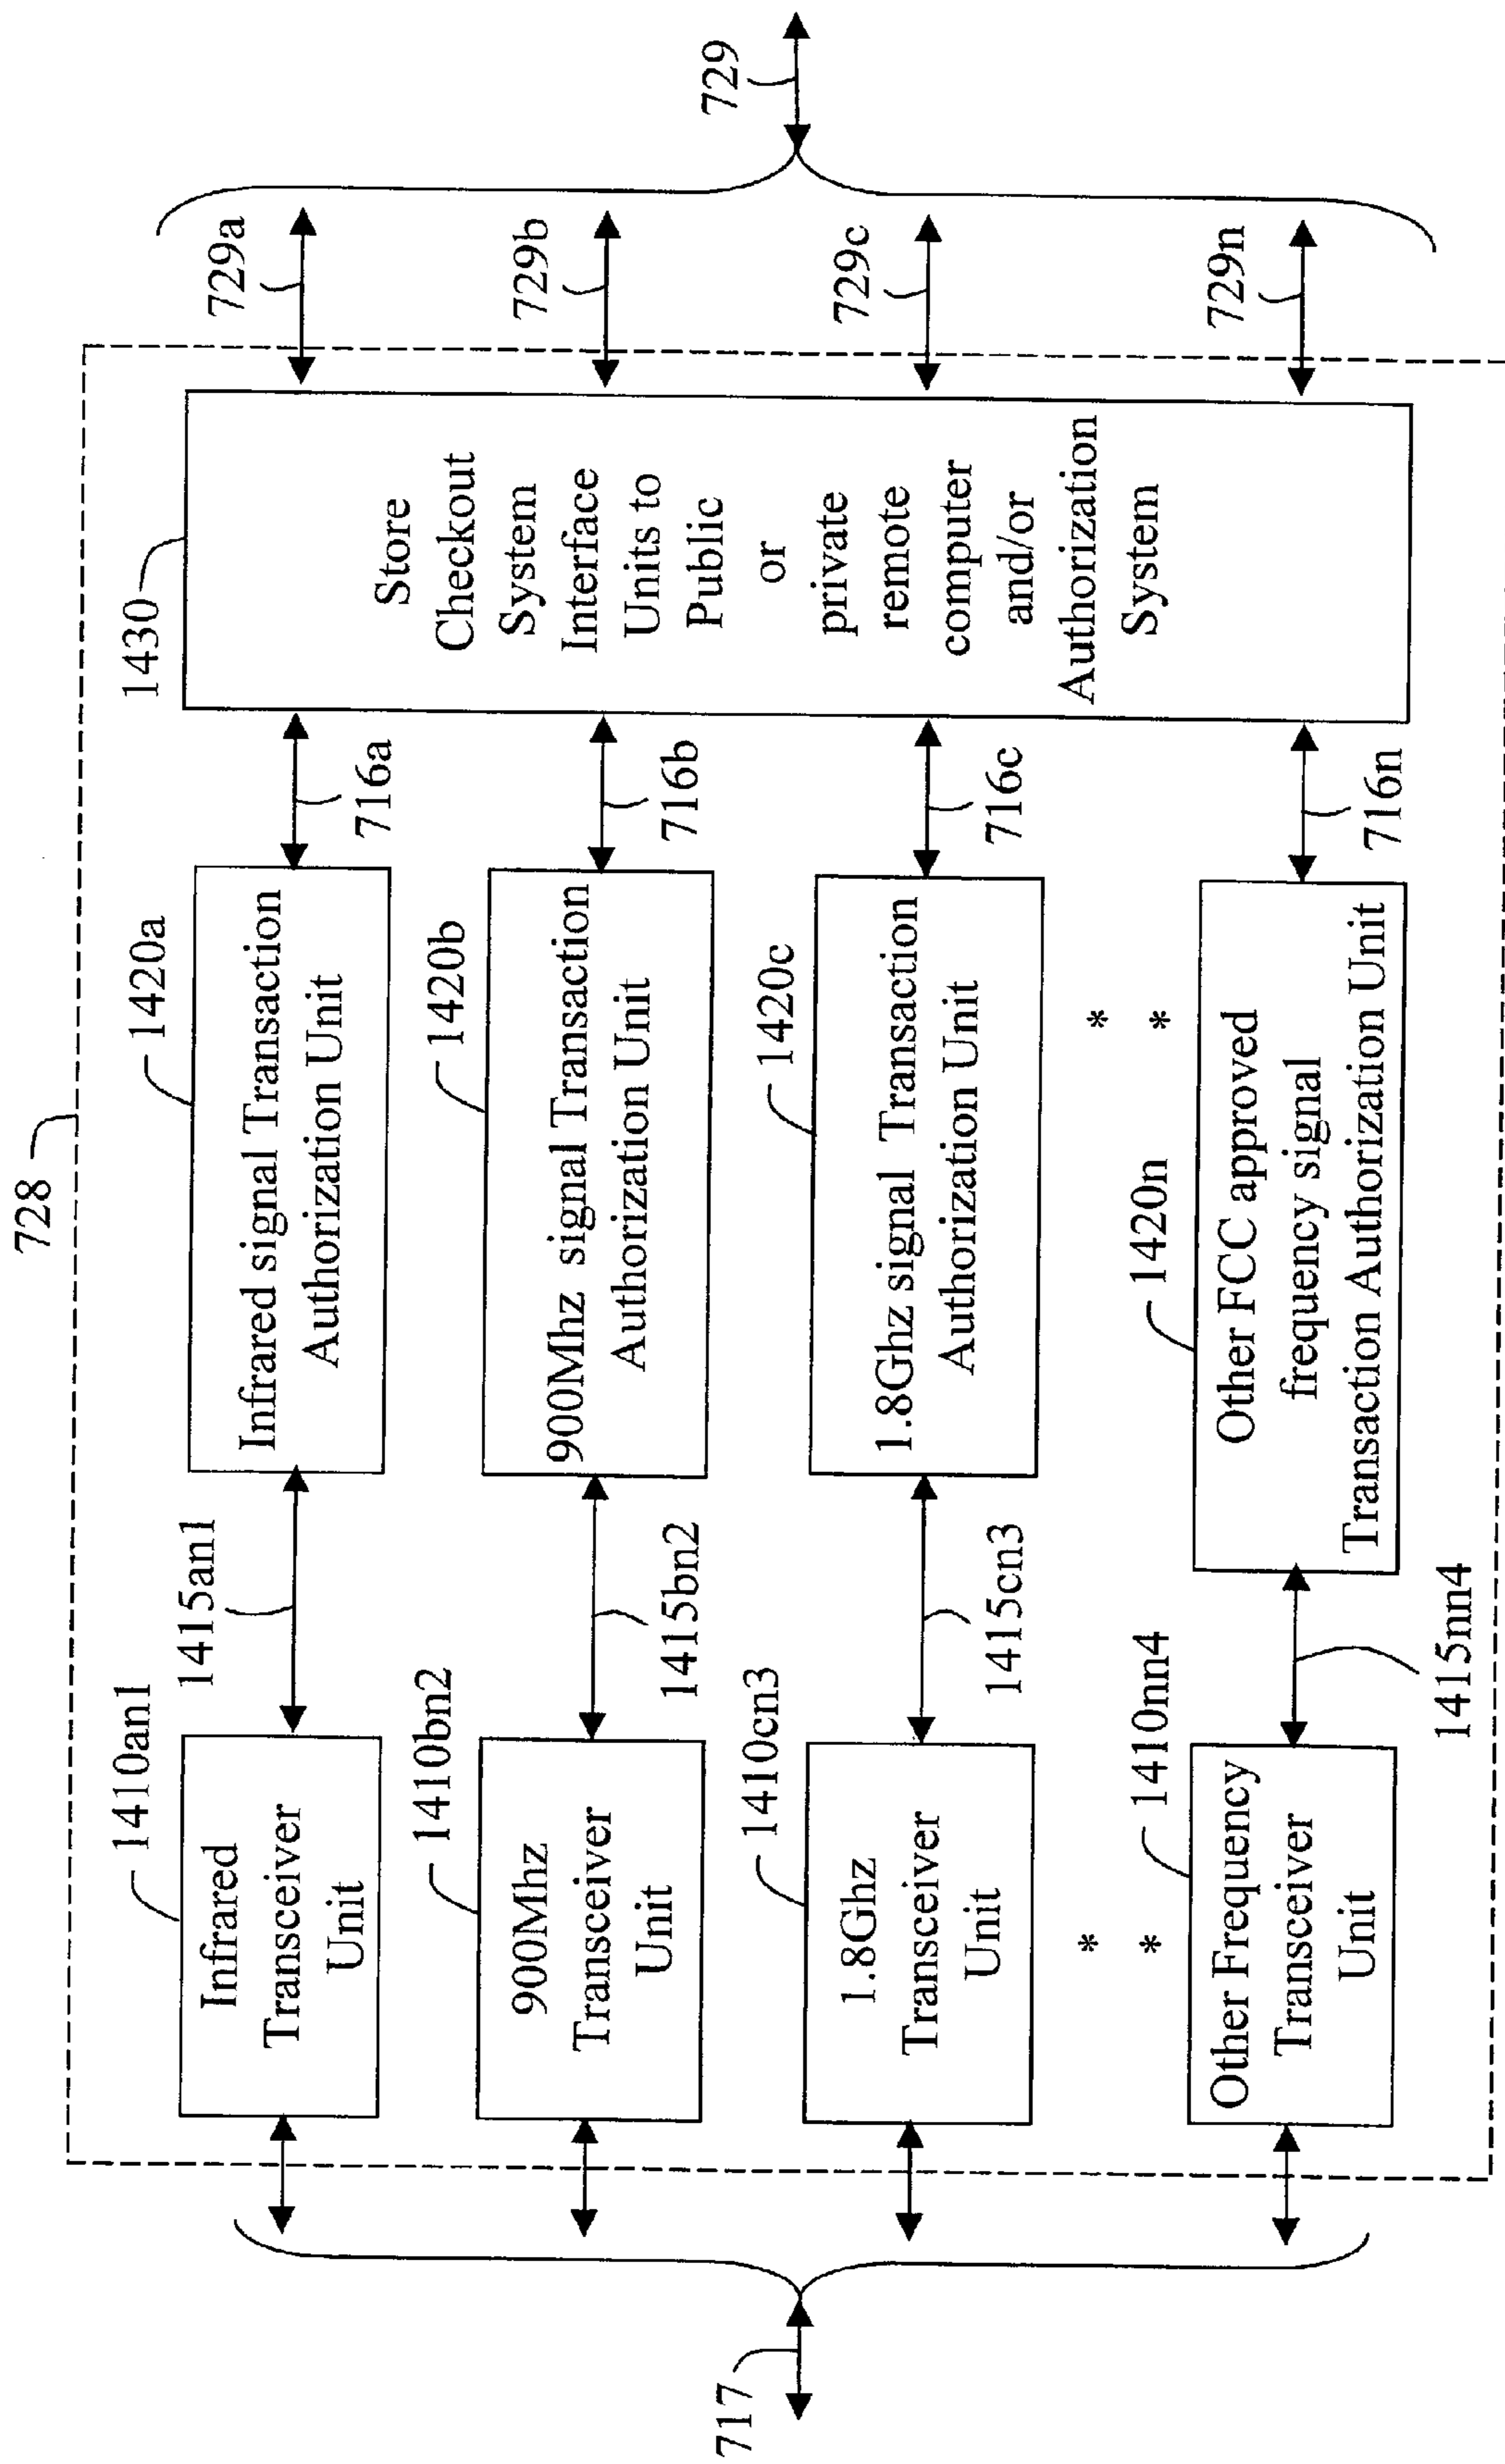 728
717
1410an1
Infrared
Transceiver
Unit
1415an1
1420a
Infrared signal Transaction
Authorization Unit
716a
1410bn2
900Mhz
Transceiver
Unit
1415bn2
1420b
900Mhz signal Transaction
Authorization Unit
716b
1410cn3
1.8Ghz
Transceiver
Unit
1415cn3
1420c
1.8Ghz signal Transaction
Authorization Unit
716c
*
*
*
*
1410nn4
Other Frequency
Transceiver
Unit
1415nn4
1420n
Other FCC approved
frequency signal
Transaction Authorization Unit
716n
1430
Store
Checkout
System
Interface
Units to
Public
or
private
remote
computer
and/or
Authorization
System
729a
729b
729c
729n
729